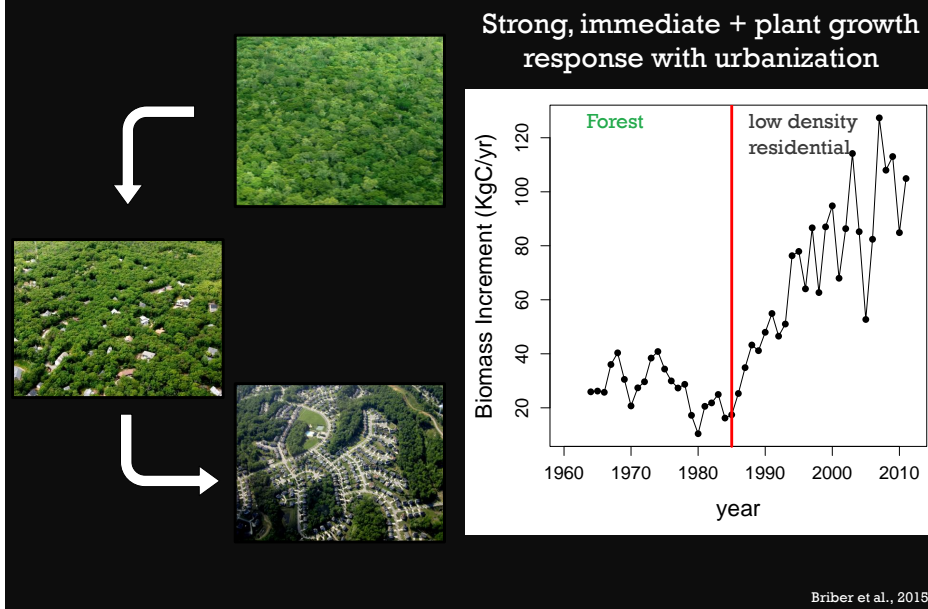 Strong, immediate + plant growth
response with urbanization
Forest
low density
residential
Biomass Increment (KgC/yr)
120
100
80
60
40
20
1960 1970 1980 1990 2000 2010
year
Briber et al., 2015